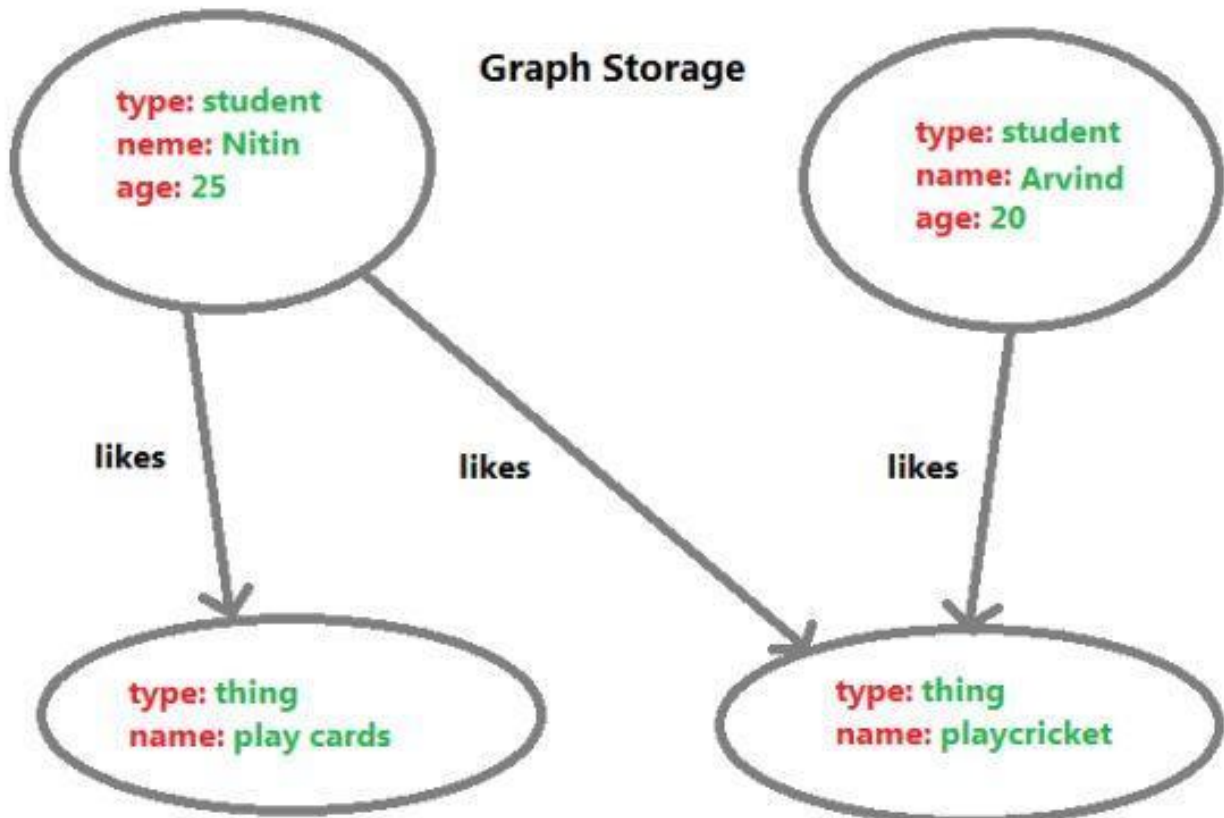 Graph Storage
type: student
neme: Nitin
age: 25
type: student
name: Arvind
age: 20
likes
likes
likes
type: thing
name: play cards
type: thing
name: playcricket